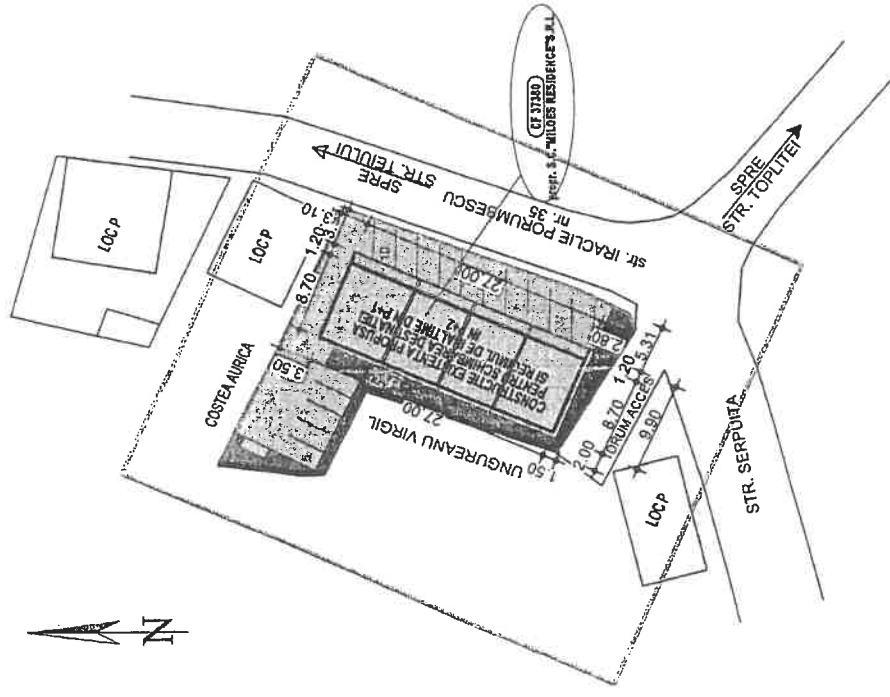 CF 37380
propr. S.C."MILOES RESIDENCE"S.R.L
SPRE
STR. TEIULUI
str. IRACLIE PORUMBESCU
nr. 35
SPRE
STR. TOPLITEI
LOC P
LOC P
COSTEA AURICA
3.50
8.70
1.20
3.10
10
27.00
CONSTRUCTIE EXISTENTA PROPUSA
PENTRU SCHIMBAREA DESTINATIEI
SI REGIMUL DE INALTIME DIN P+1
IN P+2
27.00
UNGUREANU VIRGIL
2.80
1.50
2.00
8.70
1.20
5.31
DRUM ACCES
9.90
LOC P
STR. SERPUITA
N